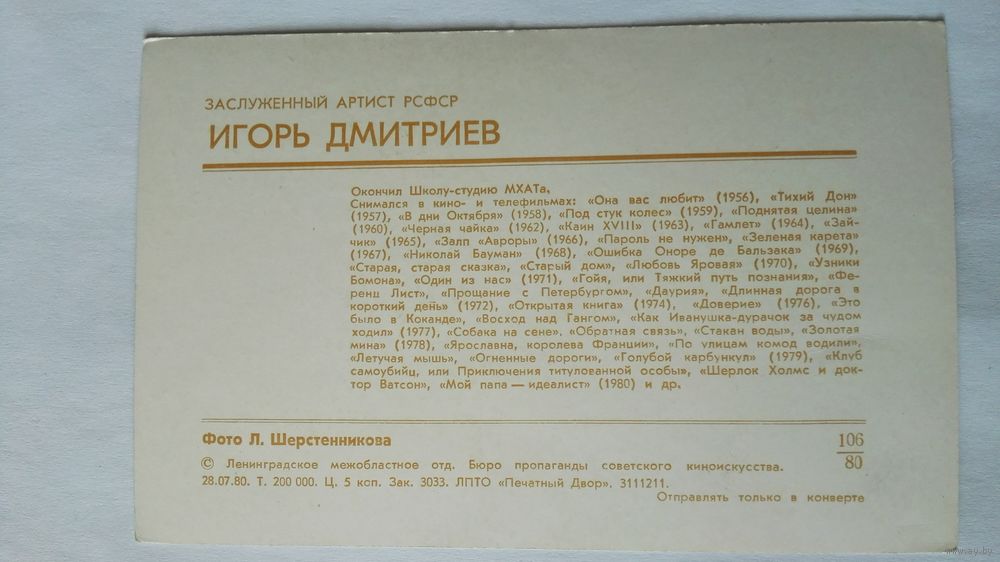 ЗАСЛУЖЕННЫЙ АРТИСТ РСФСР
ИГОРЬ ДМИТРИЕВ
Окончил Школу-студию МХАТа.
Снимался в кино- и телефильмах: «Она вас любит» (1956), «Тихий Дон»
(1957), «В дни Октября» (1958), «Под стук колес» (1959), «Поднятая целина»
(1960), «Черная чайка» (1962), «Каин XVIII» (1963), «Гамлет» (1964), «Зай-
чик» (1965), «Залп «Авроры» (1966), «Пароль не нужен», «Зеленая карета»
(1967), «Николай Бауман» (1968), «Ошибка Оноре де Бальзака» (1969),
«Старая, старая сказка», «Старый дом», «Любовь Яровая» (1970), «Узники
Бомона», «Один из нас» (1971), «Гойя, или Тяжкий путь познания», «Фе-
ренц Лист», «Прощание с Петербургом», «Даурия», «Длинная дорога в
короткий день» (1972), «Открытая книга» (1974), «Доверие» (1976), «Это
было в Коканде», «Восход над Гангом», «Как Иванушка-дурачок за чудом
ходил» (1977), «Собака на сене», «Обратная связь», «Стакан воды», «Золотая
мина» (1978), «Ярославна, королева Франции», «По улицам комод водили»,
«Летучая мышь», «Огненные дороги», «Голубой карбункул» (1979), «Клуб
самоубийц, или Приключения титулованной особы», «Шерлок Холмс и док-
тор Ватсон», «Мой папа — идеалист» (1980) и др.
Фото Л. Шерстенникова
106
80
© Ленинградское межобластное отд. Бюро пропаганды советского киноискусства.
28.07.80. Т. 200 000. Ц. 5 коп. Зак. 3033. ЛПТО «Печатный Двор». 3111211.
Отправлять только в конверте
www.ay.by